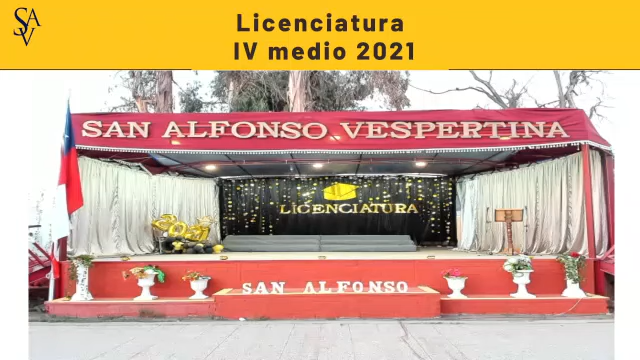 SAV
Licenciatura
IV medio 2021
SAN ALFONSO VESPERTINA
LICENCIATURA
2021
SAN ALFONSO